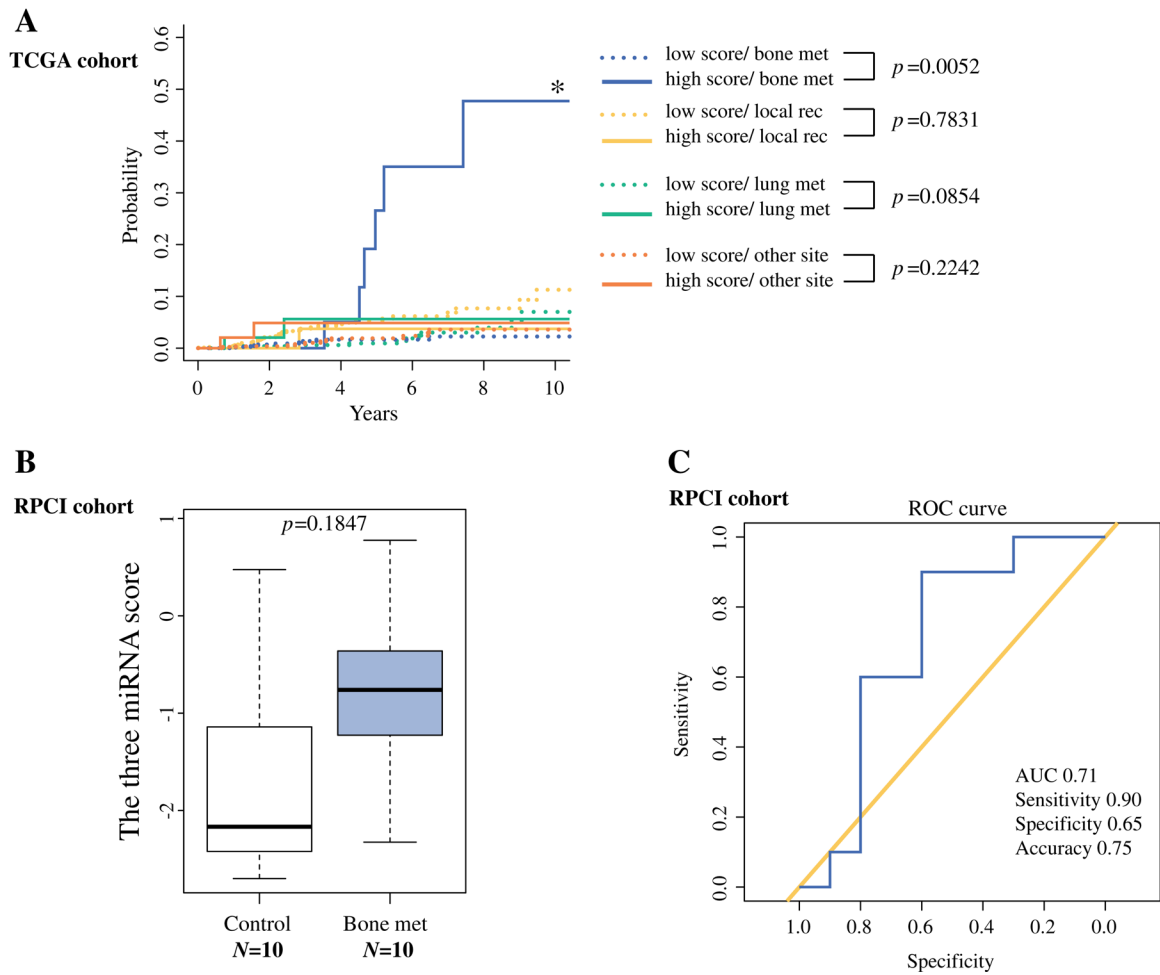 A
TCGA cohort
0.6
0.5
0.4
0.3
0.2
0.1
0.0
Probability
*
0 2 4 6 8 10
Years
low score/ bone met
high score/ bone met
p=0.0052
low score/ local rec
high score/ local rec
p=0.7831
low score/ lung met
high score/ lung met
p=0.0854
low score/ other site
high score/ other site
p=0.2242
B
RPCI cohort
p=0.1847
The three miRNA score
1
0
-1
-2
Control Bone met
N=10 N=10
C
RPCI cohort
ROC curve
Sensitivity
1.0
0.8
0.6
0.4
0.2
0.0
AUC 0.71
Sensitivity 0.90
Specificity 0.65
Accuracy 0.75
1.0 0.8 0.6 0.4 0.2 0.0
Specificity